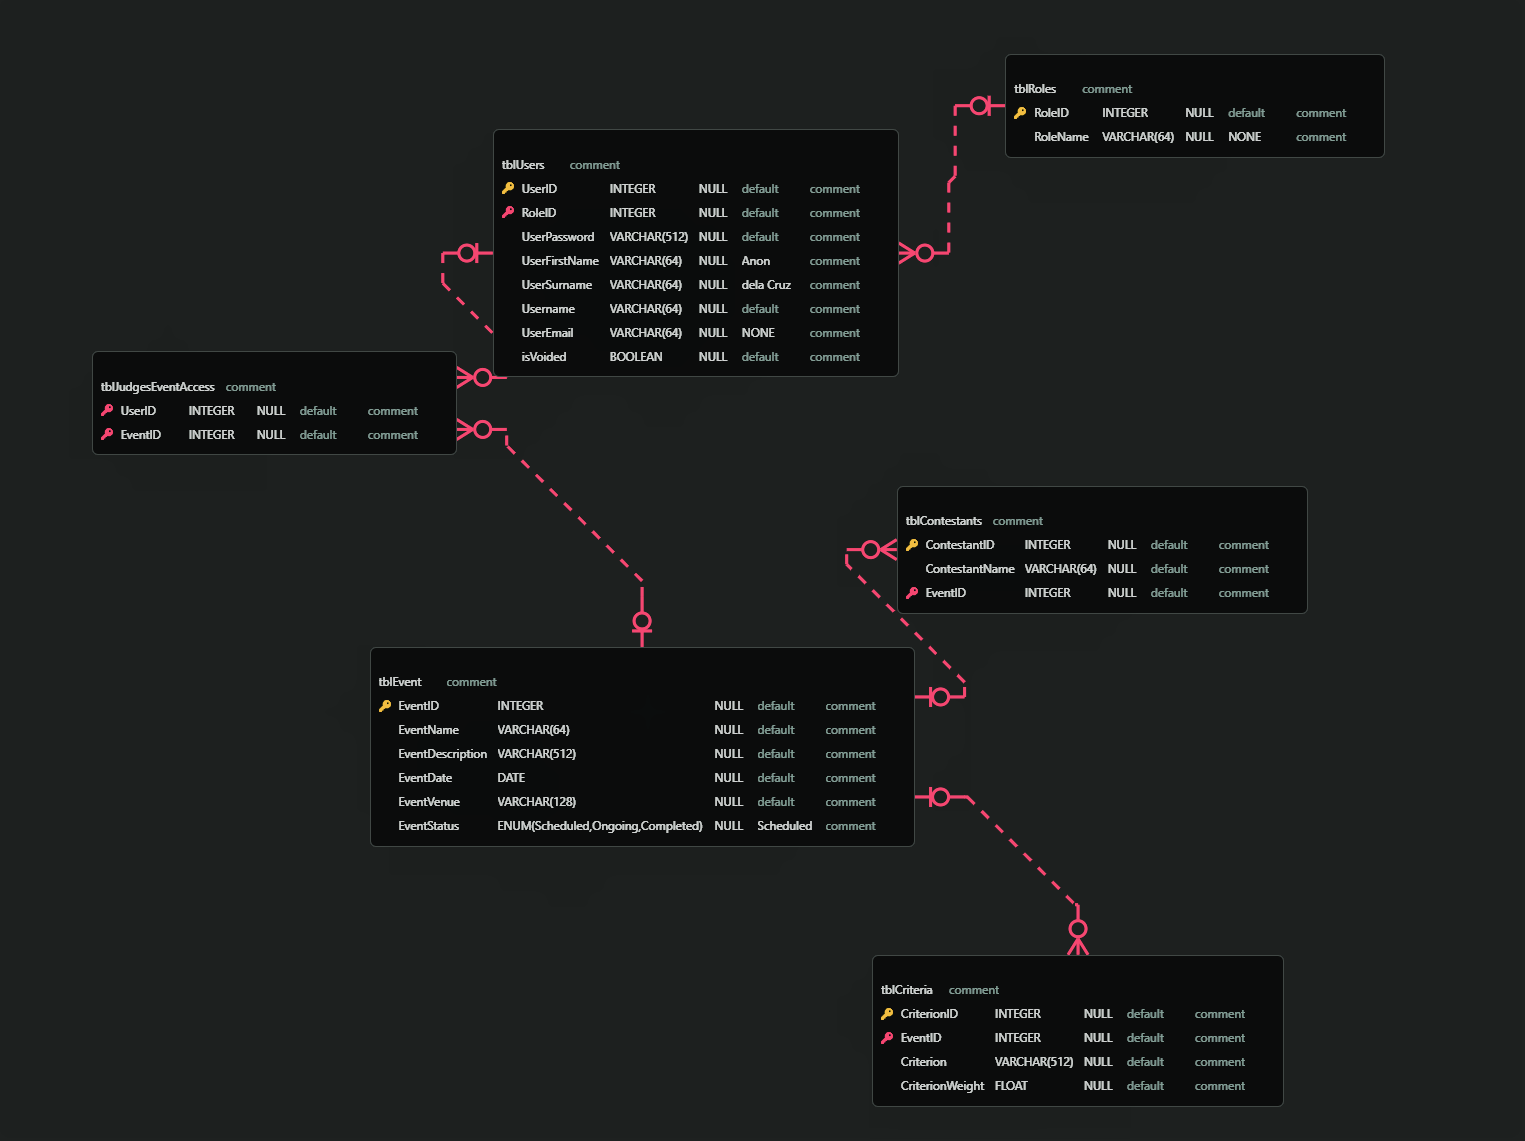 tblRoles comment
RoleID INTEGER NULL default comment
RoleName VARCHAR(64) NULL NONE comment
tblUsers comment
UserID INTEGER NULL default comment
RoleID INTEGER NULL default comment
UserPassword VARCHAR(512) NULL default comment
UserFirstName VARCHAR(64) NULL Anon comment
UserSurname VARCHAR(64) NULL dela Cruz comment
Username VARCHAR(64) NULL default comment
UserEmail VARCHAR(64) NULL NONE comment
isVoided BOOLEAN NULL default comment
tblJudgesEventAccess comment
UserID INTEGER NULL default comment
EventID INTEGER NULL default comment
tblContestants comment
ContestantID INTEGER NULL default comment
ContestantName VARCHAR(64) NULL default comment
EventID INTEGER NULL default comment
tblEvent comment
EventID INTEGER NULL default comment
EventName VARCHAR(64) NULL default comment
EventDescription VARCHAR(512) NULL default comment
EventDate DATE NULL default comment
EventVenue VARCHAR(128) NULL default comment
EventStatus ENUM(Scheduled,Ongoing,Completed) NULL Scheduled comment
tblCriteria comment
CriterionID INTEGER NULL default comment
EventID INTEGER NULL default comment
Criterion VARCHAR(512) NULL default comment
CriterionWeight FLOAT NULL default comment